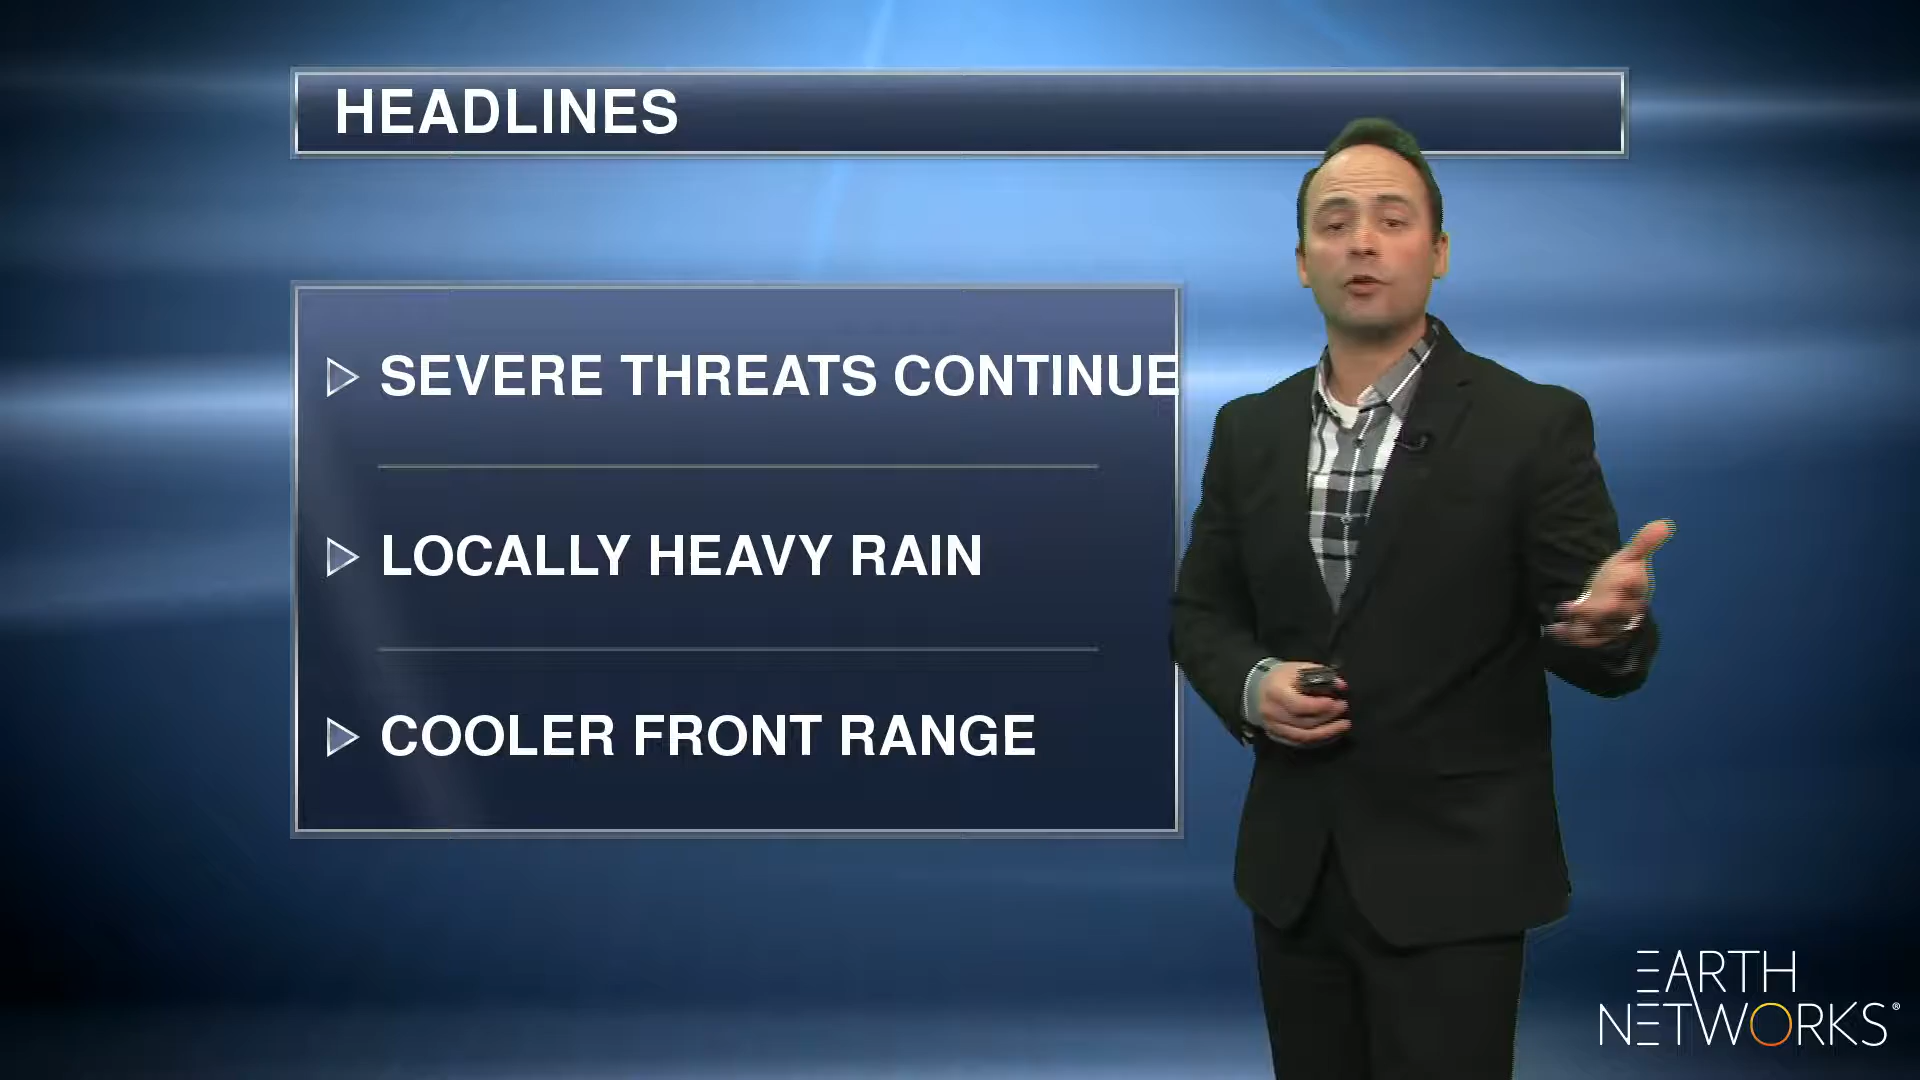 HEADLINES
SEVERE THREATS CONTINUE
LOCALLY HEAVY RAIN
COOLER FRONT RANGE
EARTH
NETWORKS®